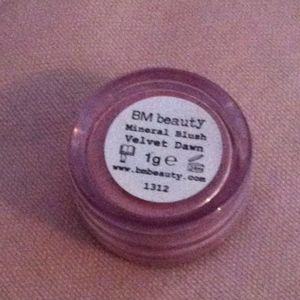 BM beauty
Mineral Blush
Velvet Dawn
1g e
www.bmbeauty.com
1312